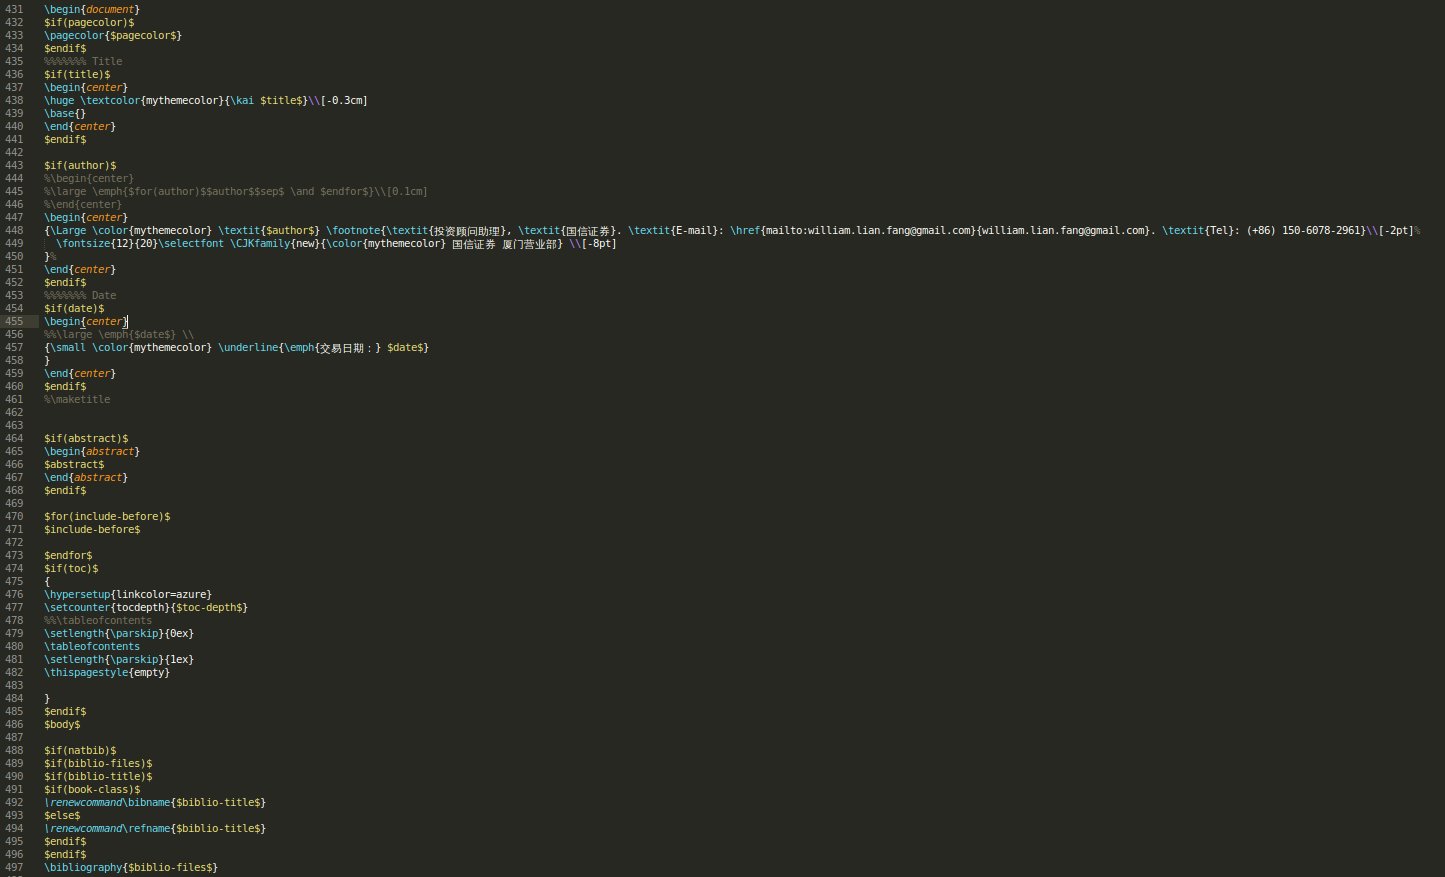 431 \begin{document}
432 $if(pagecolor)$
433 \pagecolor{$pagecolor$}
434 $endif$
435 %%%%%%% Title
436 $if(title)$
437 \begin{center}
438 \huge \textcolor{mythemecolor}{\kai $title$}\\[-0.3cm]
439 \base{}
440 \end{center}
441 $endif$
442
443 $if(author)$
444 %\begin{center}
445 %\large \emph{$for(author)$$author$$sep$ \and $endfor$}\\[0.1cm]
446 %\end{center}
447 \begin{center}
448 {\Large \color{mythemecolor} \textit{$author$} \footnote{\textit{投资顾问助理}, \textit{国信证券}. \textit{E-mail}: \href{mailto:william.lian.fang@gmail.com}{william.lian.fang@gmail.com}. \textit{Tel}: (+86) 150-6078-2961}\\[-2pt]%
449 \fontsize{12}{20}\selectfont \CJKfamily{new}{\color{mythemecolor} 国信证券 厦门营业部} \\[-8pt]
450 }%
451 \end{center}
452 $endif$
453 %%%%%%% Date
454 $if(date)$
455 \begin{center}
456 %%\large \emph{$date$} \\
457 {\small \color{mythemecolor} \underline{\emph{交易日期：} $date$}
458 }
459 \end{center}
460 $endif$
461 %\maketitle
462
463
464 $if(abstract)$
465 \begin{abstract}
466 $abstract$
467 \end{abstract}
468 $endif$
469
470 $for(include-before)$
471 $include-before$
472
473 $endfor$
474 $if(toc)$
475 {
476 \hypersetup{linkcolor=azure}
477 \setcounter{tocdepth}{$toc-depth$}
478 %%\tableofcontents
479 \setlength{\parskip}{0ex}
480 \tableofcontents
481 \setlength{\parskip}{1ex}
482 \thispagestyle{empty}
483
484 }
485 $endif$
486 $body$
487
488 $if(natbib)$
489 $if(biblio-files)$
490 $if(biblio-title)$
491 $if(book-class)$
492 \renewcommand\bibname{$biblio-title$}
493 $else$
494 \renewcommand\refname{$biblio-title$}
495 $endif$
496 $endif$
497 \bibliography{$biblio-files$}